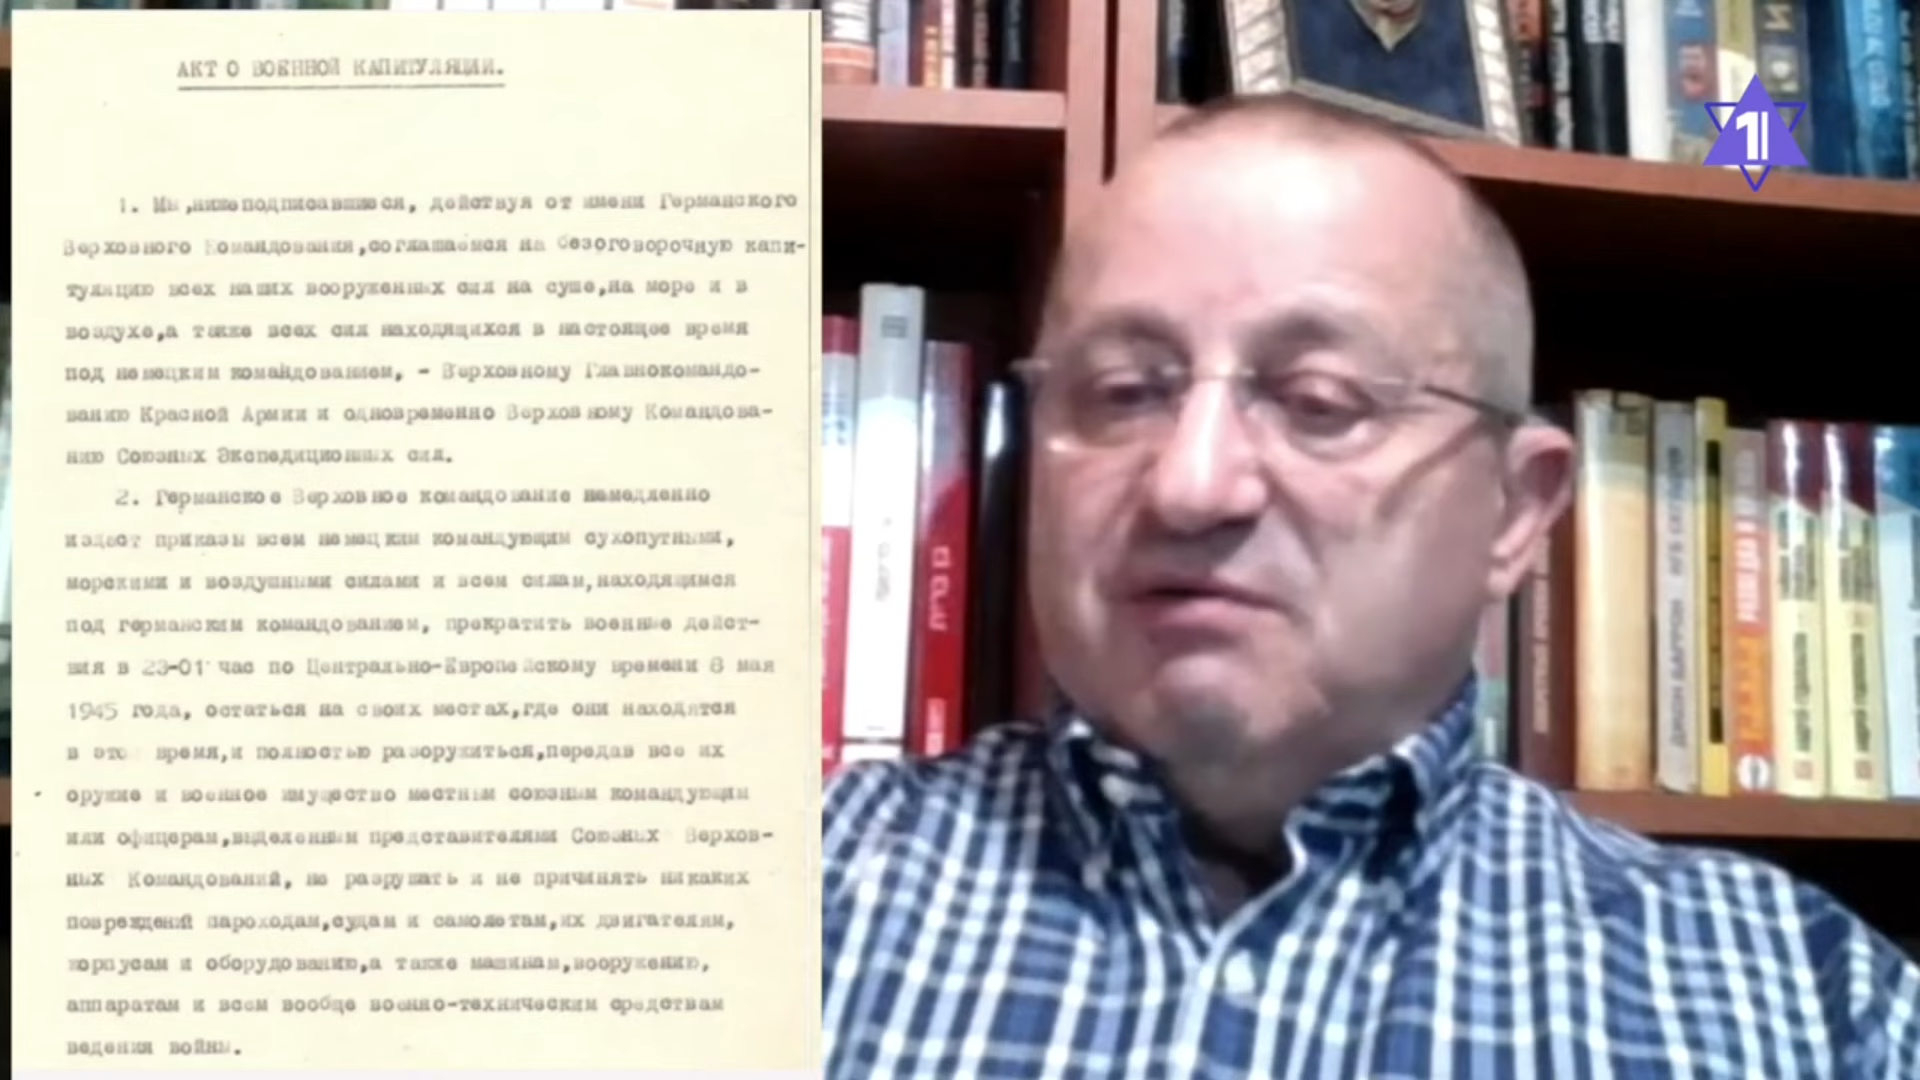 АКТ О ВОЕННОЙ КАПИТУЛЯЦИИ.
1. Мы,нижеподписавшиеся, действуя от имени Германского
Верховного Командования,соглашаемся на безоговорочную капи-
туляцию всех наших вооруженных сил на суше,на море и в
воздухе,а также всех сил находящихся в настоящее время
под немецким командованием, - Верховному Главнокомандо-
ванию Красной Армии и одновременно Верховному Командова-
нию Союзных Экспедиционных сил.
2. Германское Верховное командование немедленно
издаст приказы всем немецким командующим сухопутными,
морскими и воздушными силами и всем силам,находящимся
под германским командованием, прекратить военные дейст-
вия в 23-01 час по Центрально-Европейскому времени 8 мая
1945 года, остаться на своих местах,где они находятся
в это время,и полностью разоружиться,передав все их
оружие и военное имущество местным союзным командующим
или офицерам,выделенным представителями Союзных Верхов-
ных Командований, не разрушать и не причинять никаких
повреждений пароходам,судам и самолетам,их двигателям,
корпусам и оборудованию,а также машинам,вооружению,
аппаратам и всем вообще военно-техническим средствам
ведения войны.
1
ДЖОН БАРРОН